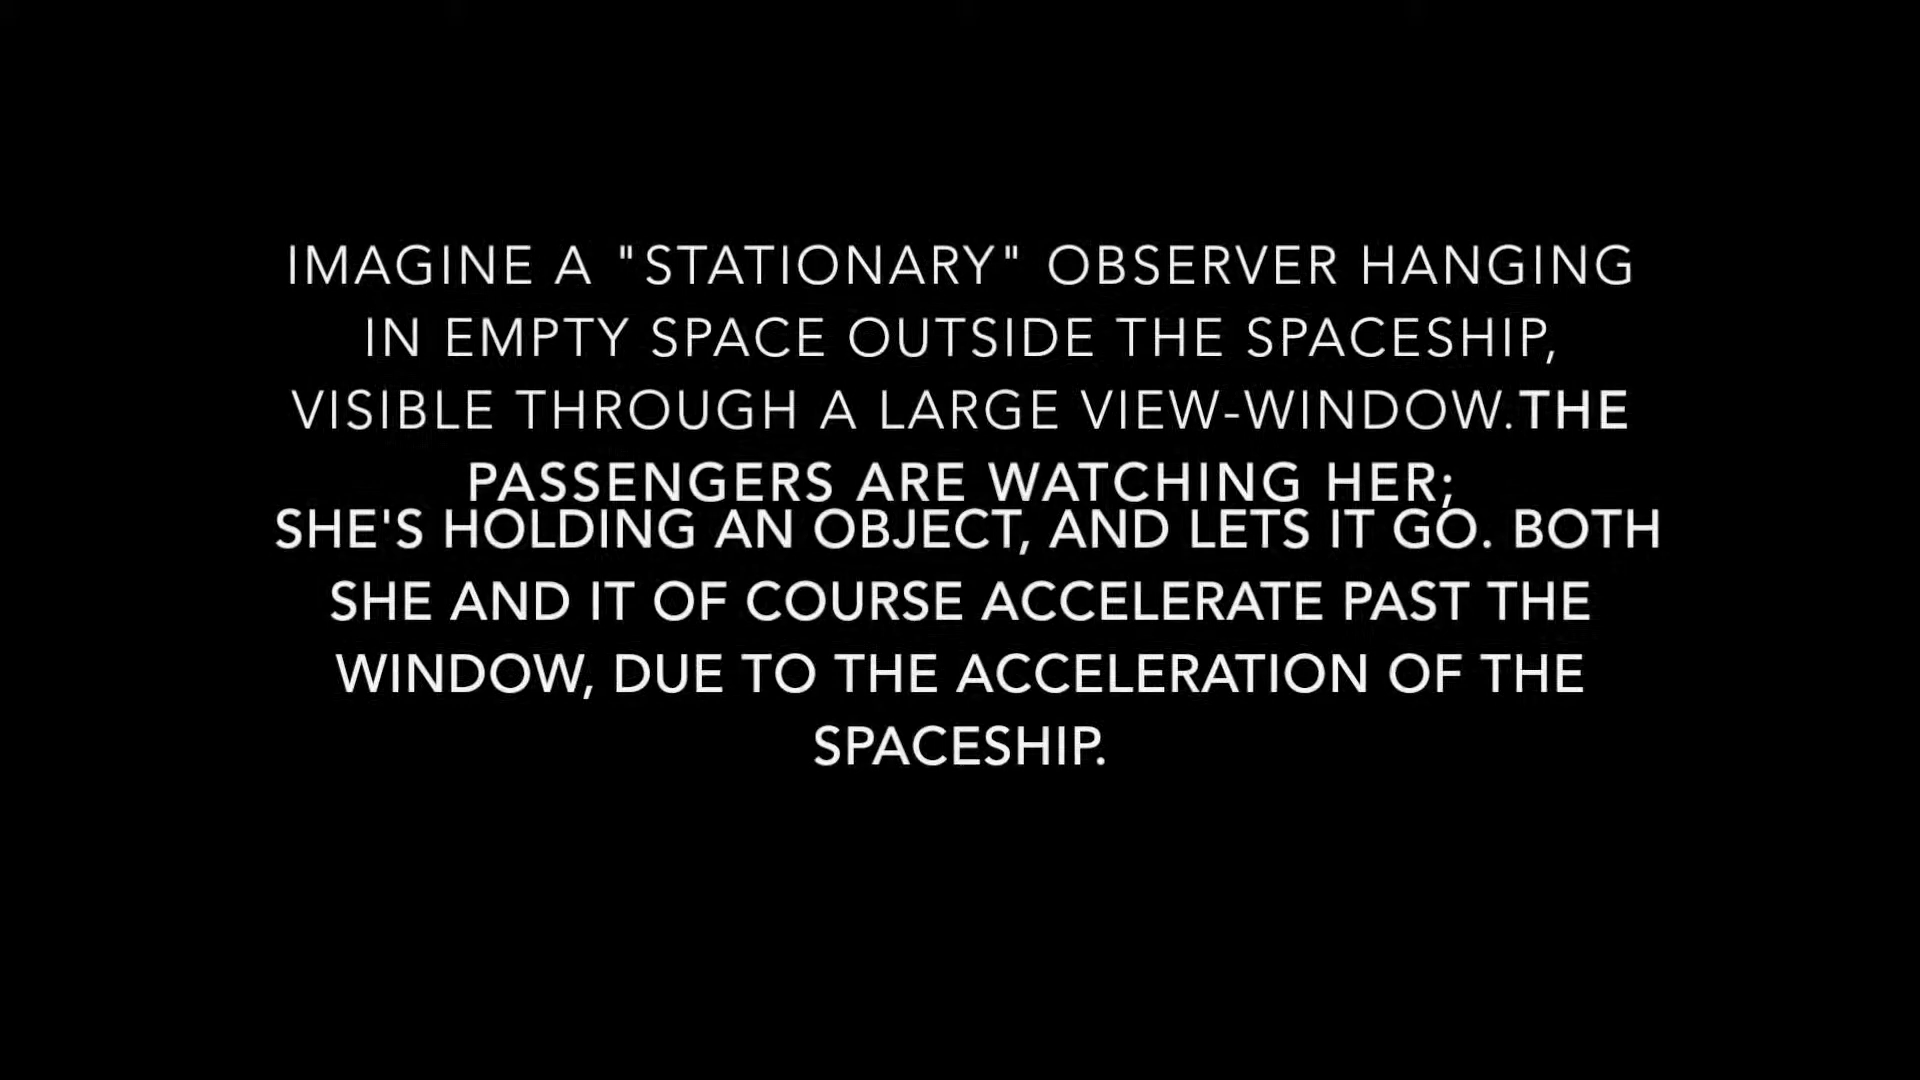 IMAGINE A "STATIONARY" OBSERVER HANGING
IN EMPTY SPACE OUTSIDE THE SPACESHIP,
VISIBLE THROUGH A LARGE VIEW-WINDOW.THE
PASSENGERS ARE WATCHING HER;
SHE'S HOLDING AN OBJECT, AND LETS IT GO. BOTH
SHE AND IT OF COURSE ACCELERATE PAST THE
WINDOW, DUE TO THE ACCELERATION OF THE
SPACESHIP.